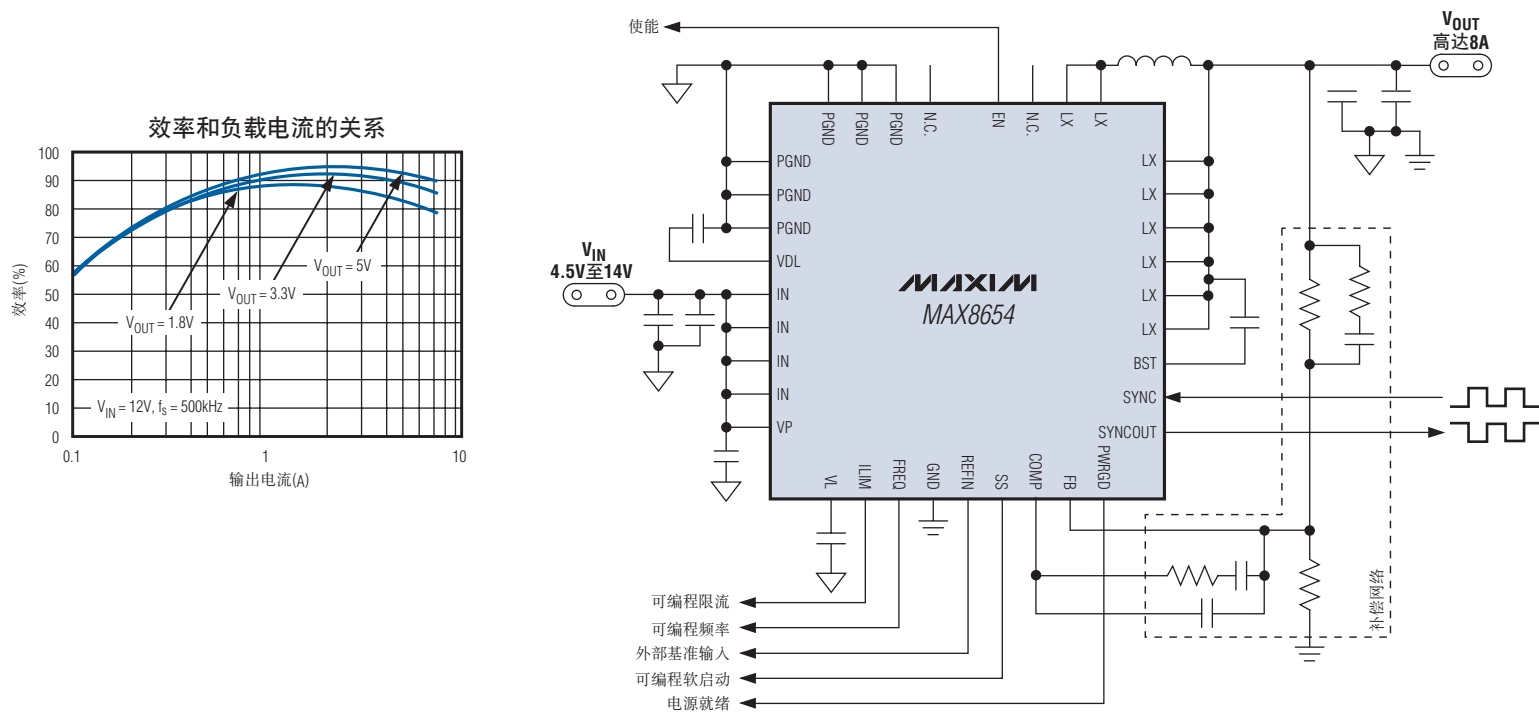 效率和负载电流的关系
100
90
80
70
60
50
40
30
20
10
0
效率(%)
0.1
1
10
输出电流(A)
VOUT = 5V
VOUT = 3.3V
VOUT = 1.8V
VIN = 12V, fS = 500kHz
使能
VOUT
高达8A
VIN
4.5V至14V
PGND
PGND
PGND
N.C.
EN
N.C.
LX
LX
PGND
PGND
PGND
VDL
IN
IN
IN
IN
VP
MAXIM
MAX8654
LX
LX
LX
LX
LX
LX
BST
SYNC
SYNCOUT
VL
ILIM
FREQ
GND
REFIN
SS
COMP
FB
PWRGD
补偿网络
可编程限流
可编程频率
外部基准输入
可编程软启动
电源就绪